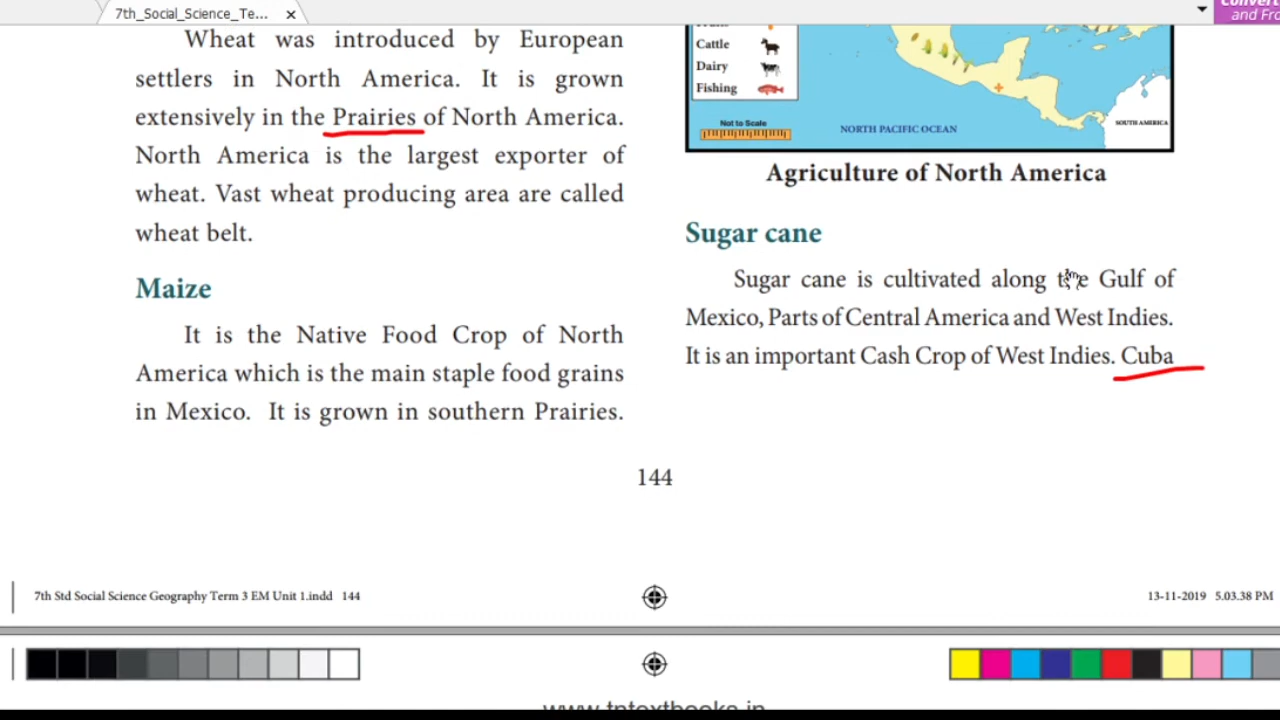 7th_Social_Science_Te...
Convert
and Fro
Wheat was introduced by European
settlers in North America. It is grown
extensively in the Prairies of North America.
North America is the largest exporter of
wheat. Vast wheat producing area are called
wheat belt.
Maize
It is the Native Food Crop of North
America which is the main staple food grains
in Mexico. It is grown in southern Prairies.
Cattle
Dairy
Fishing
Not to Scale
NORTH PACIFIC OCEAN
SOUTH AMERICA
Agriculture of North America
Sugar cane
Sugar cane is cultivated along the Gulf of
Mexico, Parts of Central America and West Indies.
It is an important Cash Crop of West Indies. Cuba
144
7th Std Social Science Geography Term 3 EM Unit 1.indd 144
13-11-2019 5.03.38 PM
www.tntextbooks.in